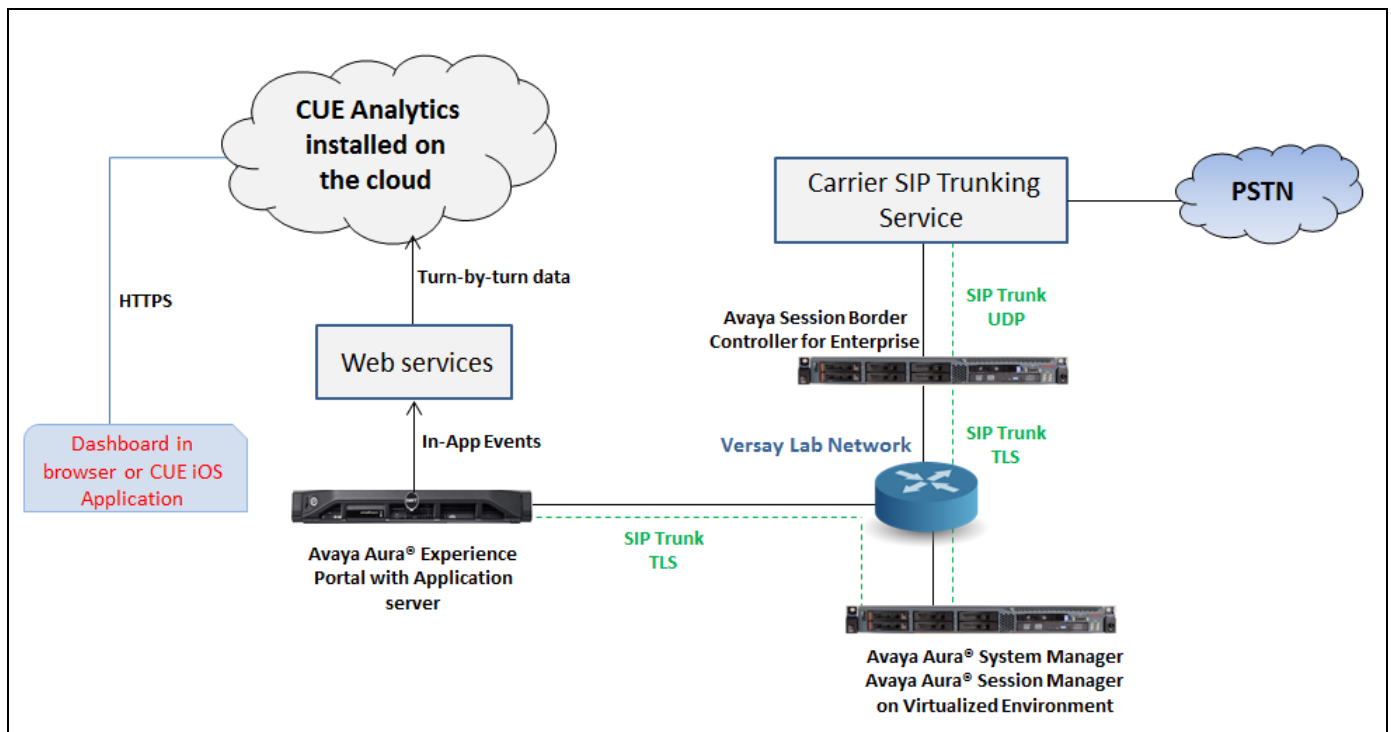 CUE Analytics
installed on
the cloud
Carrier SIP Trunking
Service
PSTN
HTTPS
Turn-by-turn data
SIP Trunk
UDP
Avaya Session Border
Controller for Enterprise
Web services
In-App Events
Versay Lab Network
SIP Trunk
TLS
Dashboard in
browser or CUE iOS
Application
SIP Trunk
TLS
Avaya Aura® Experience
Portal with Application
server
Avaya Aura® System Manager
Avaya Aura® Session Manager
on Virtualized Environment